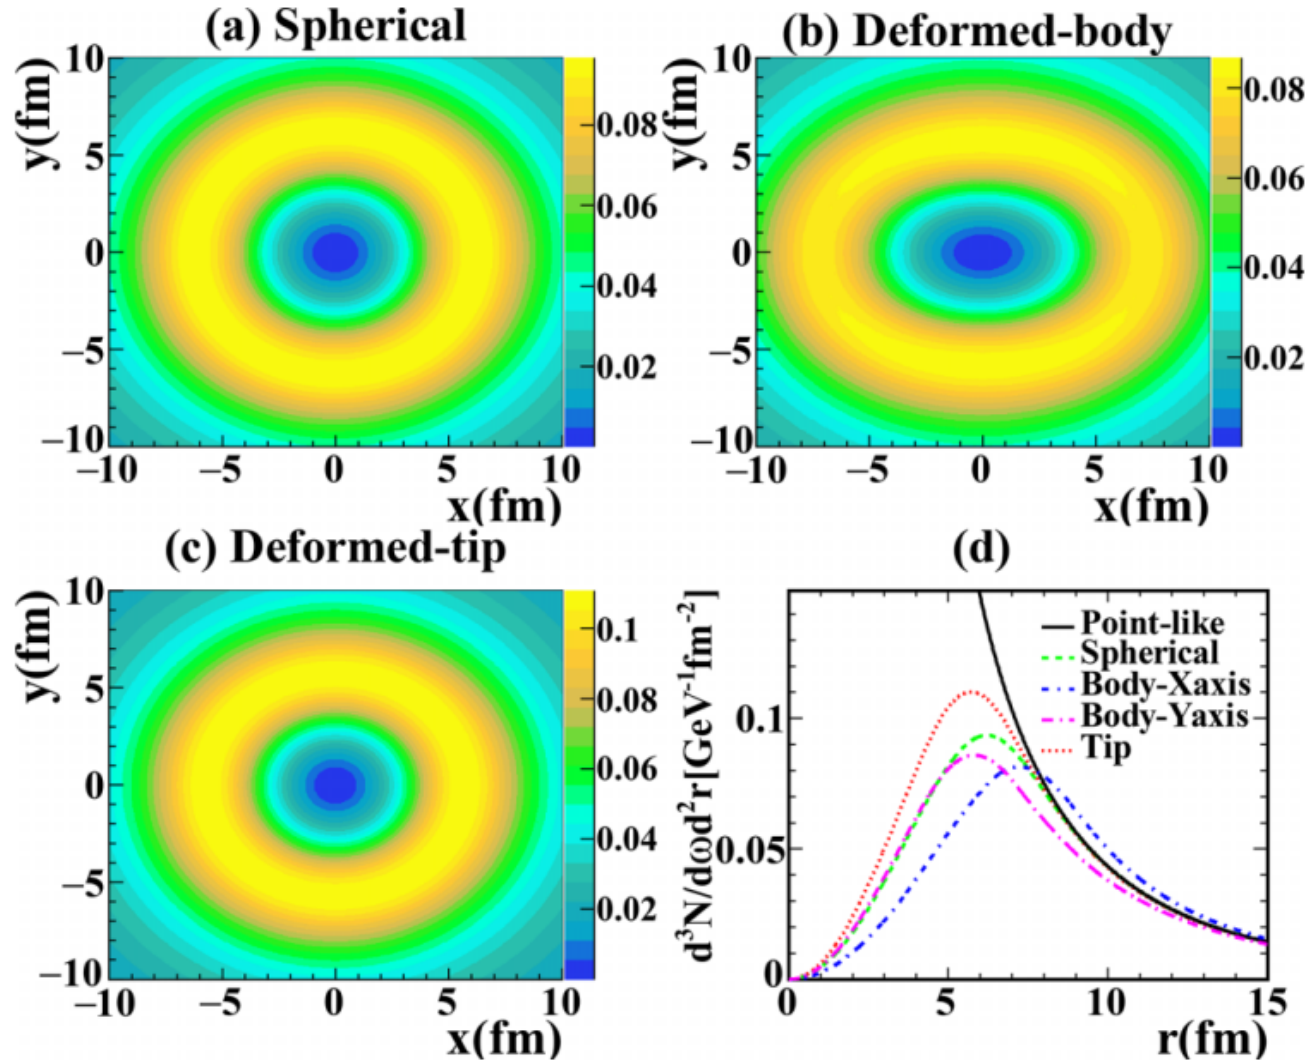 (a) Spherical
y(fm)
10
5
0
−5
−10
−10
−5
0
5
10
x(fm)
0.08
0.06
0.04
0.02
(b) Deformed-body
y(fm)
10
5
0
−5
−10
−10
−5
0
5
10
x(fm)
0.08
0.06
0.04
0.02
(c) Deformed-tip
y(fm)
10
5
0
−5
−10
−10
−5
0
5
10
x(fm)
0.1
0.08
0.06
0.04
0.02
(d)
d³N/dωd²r[GeV⁻¹fm⁻²]
0.1
0.05
0
0
5
10
15
r(fm)
Point-like
Spherical
Body-Xaxis
Body-Yaxis
Tip